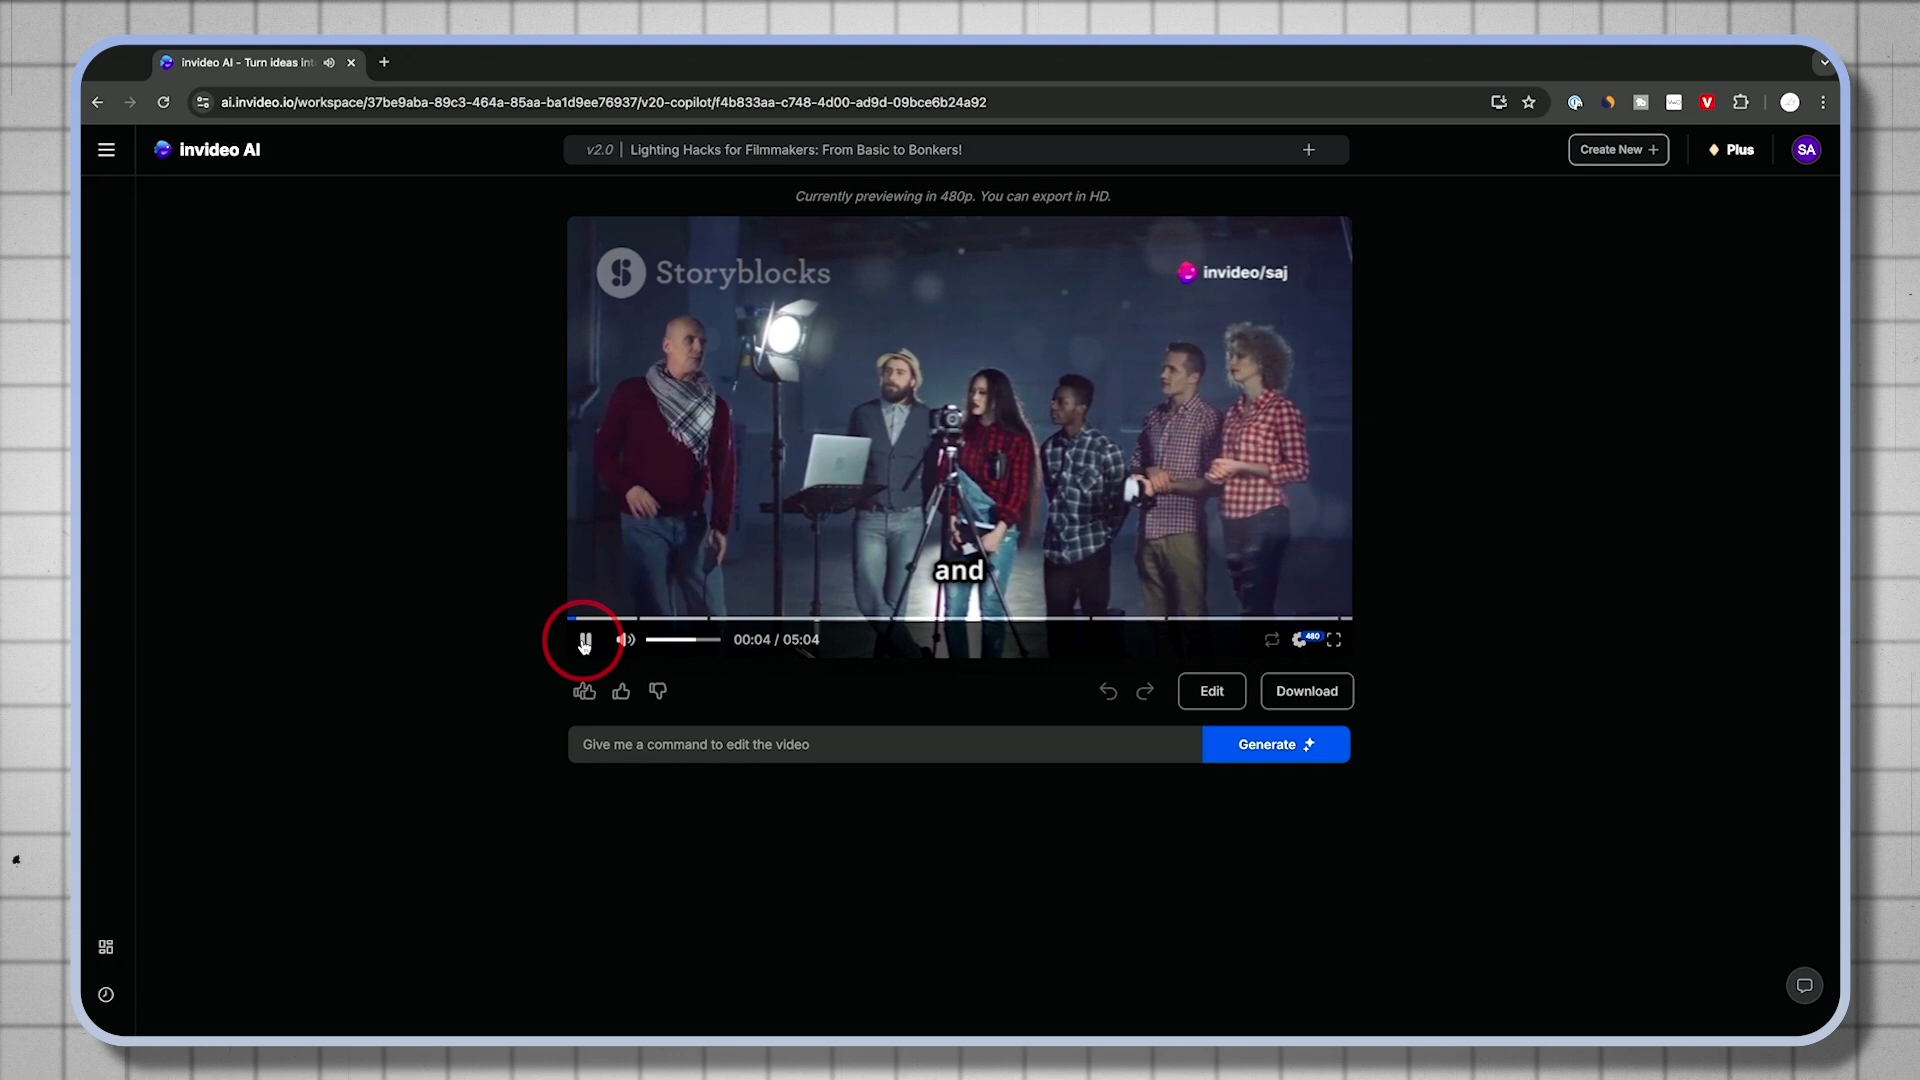 invideo AI - Turn ideas int
ai.invideo.io/workspace/37be9aba-89c3-464a-85aa-ba1d9ee76937/v20-copilot/f4b833aa-c748-4d00-ad9d-09bce6b24a92
V
invideo AI
v2.0 | Lighting Hacks for Filmmakers: From Basic to Bonkers!
Create New +
Plus
SA
Currently previewing in 480p. You can export in HD.
Storyblocks
invideo/saj
and
00:04 / 05:04
480
Edit
Download
Give me a command to edit the video
Generate